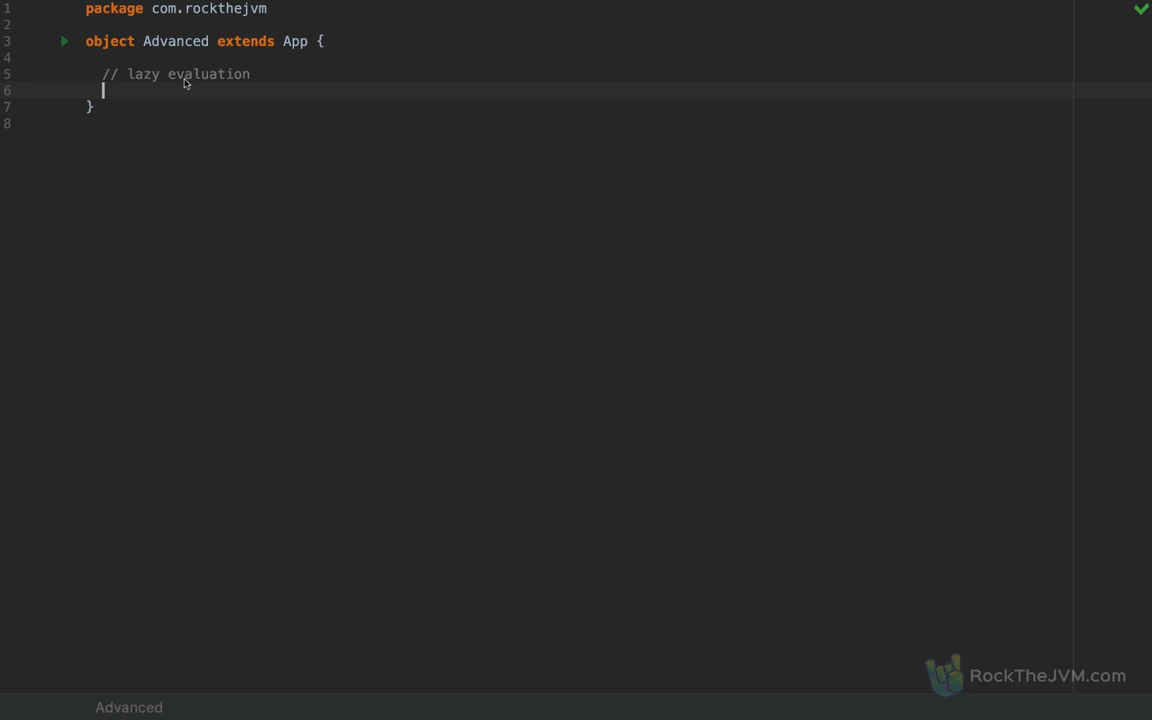 1 package com.rockthejvm
2
3 object Advanced extends App {
4
5 // lazy evaluation
6
7 }
8
RockTheJVM.com
Advanced